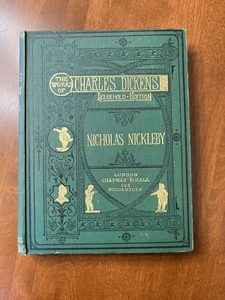 THE WORKS OF
CHARLES DICKENS
HOUSEHOLD EDITION
NICHOLAS NICKLEBY
LONDON
CHAPMAN & HALL
193
PICCADILLY